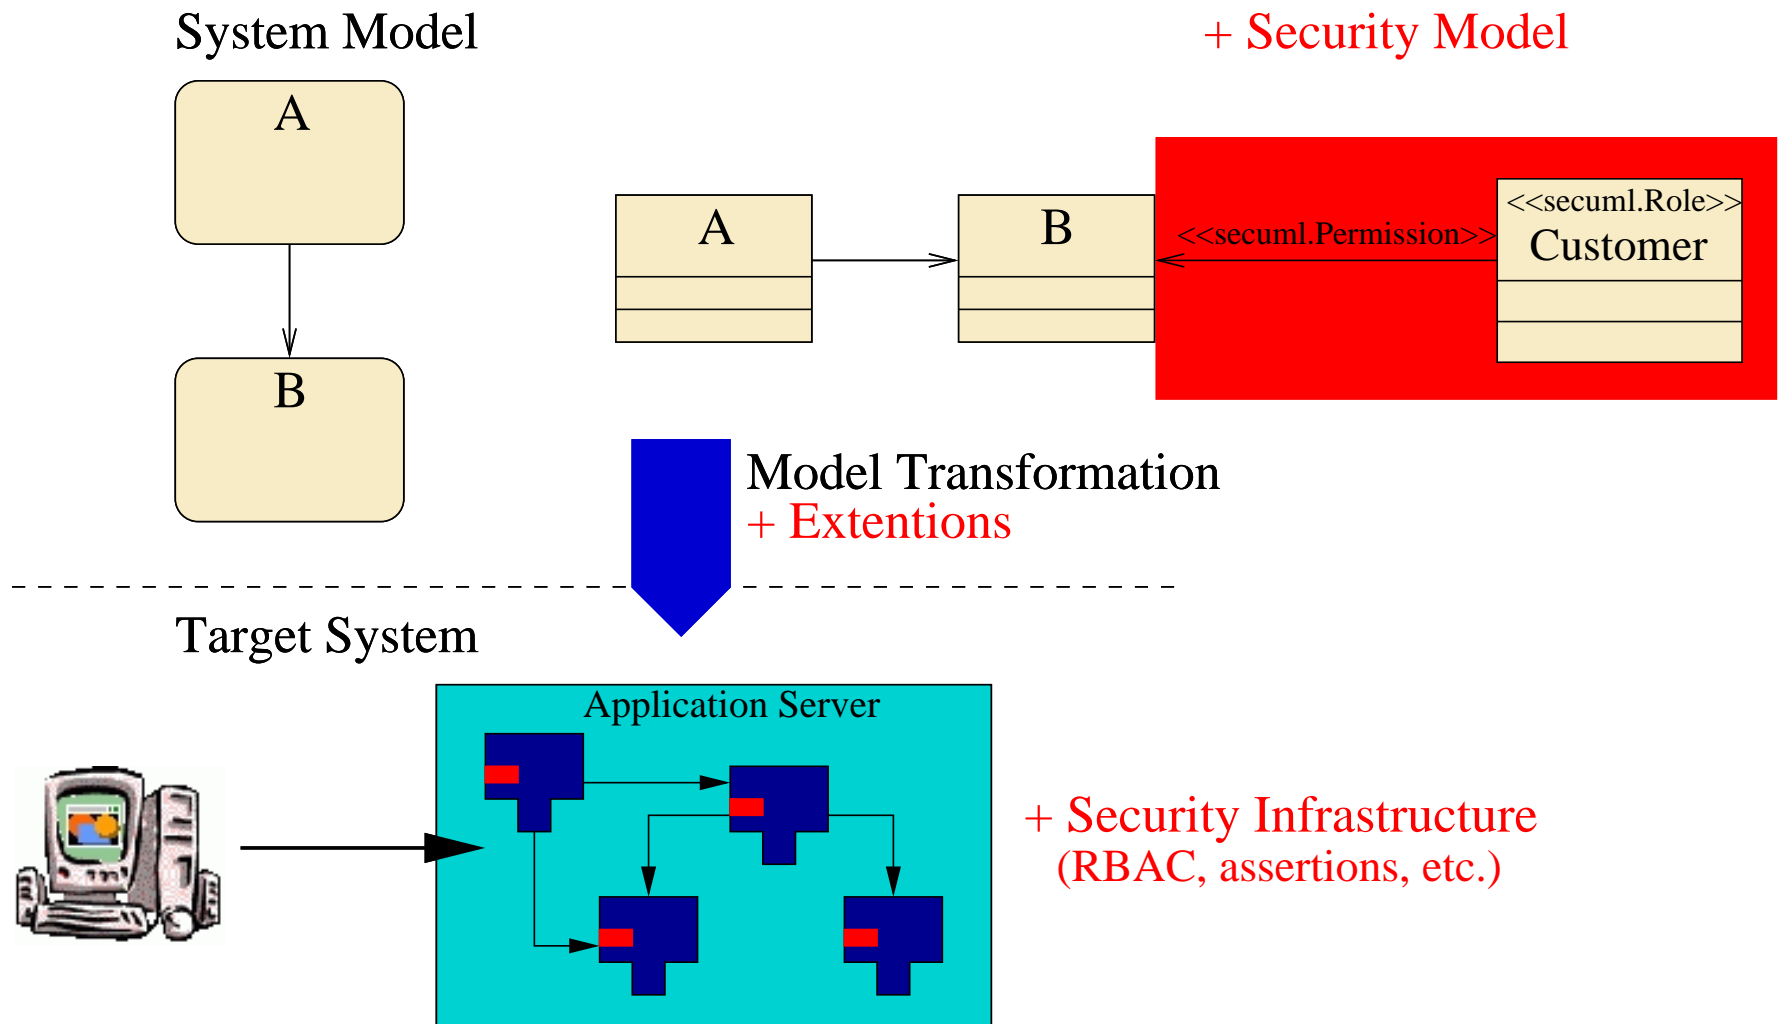 System Model
+ Security Model
A
B
A
B
<<secuml.Permission>>
<<secuml.Role>>
Customer
Model Transformation
+ Extentions
Target System
Application Server
+ Security Infrastructure
(RBAC, assertions, etc.)